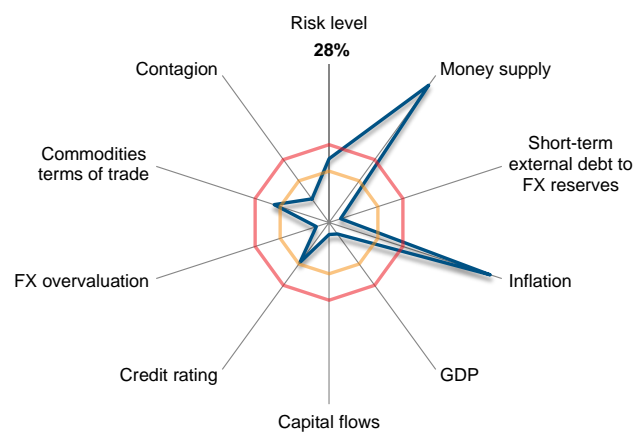 Risk level
28%
Contagion
Money supply
Commodities
terms of trade
Short-term
external debt to
FX reserves
FX overvaluation
Inflation
Credit rating
GDP
Capital flows